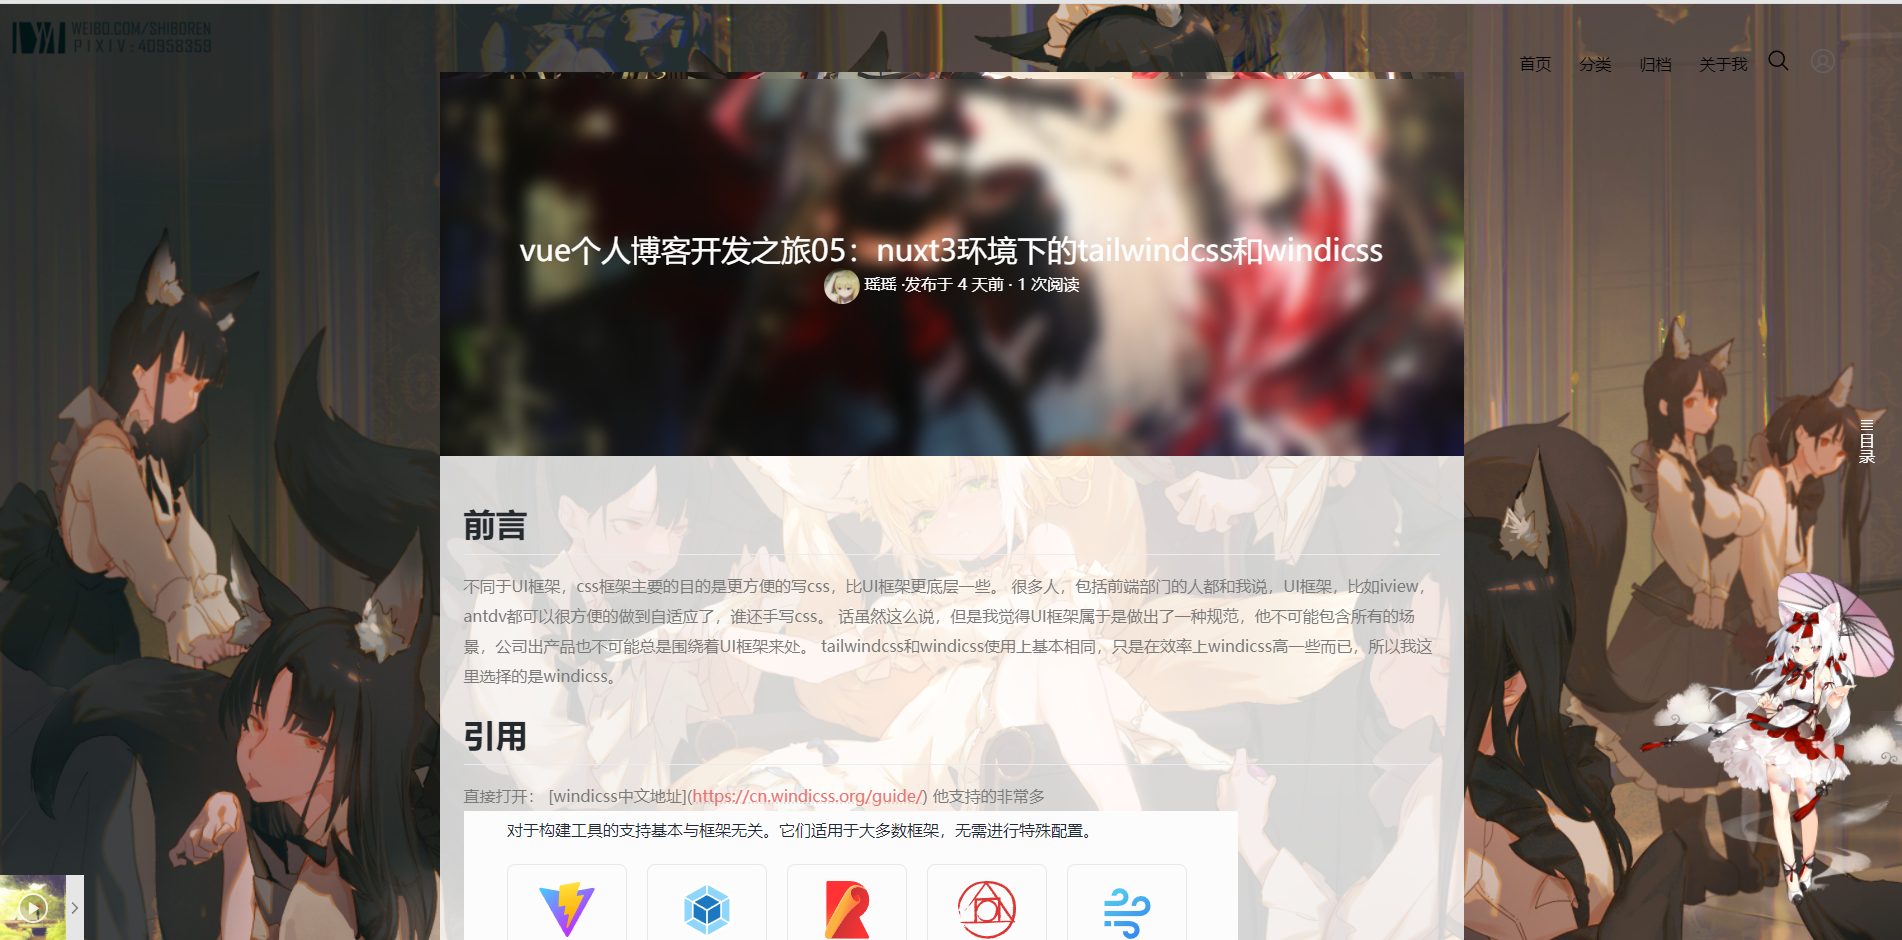 WEIBO.COM/SHIBOREN
PIXIV:40958359
首页 分类 归档 关于我
vue个人博客开发之旅05：nuxt3环境下的tailwindcss和windicss
瑶瑶 ·发布于 4 天前 · 1 次阅读
目录
前言
不同于UI框架，css框架主要的目的是更方便的写css，比UI框架更底层一些。 很多人，包括前端部门的人都和我说，UI框架，比如iview，
antdv都可以很方便的做到自适应了，谁还手写css。 话虽然这么说，但是我觉得UI框架属于是做出了一种规范，他不可能包含所有的场
景，公司出产品也不可能总是围绕着UI框架来处。 tailwindcss和windicss使用上基本相同，只是在效率上windicss高一些而已，所以我这
里选择的是windicss。
引用
直接打开： [windicss中文地址](https://cn.windicss.org/guide/) 他支持的非常多
对于构建工具的支持基本与框架无关。它们适用于大多数框架，无需进行特殊配置。